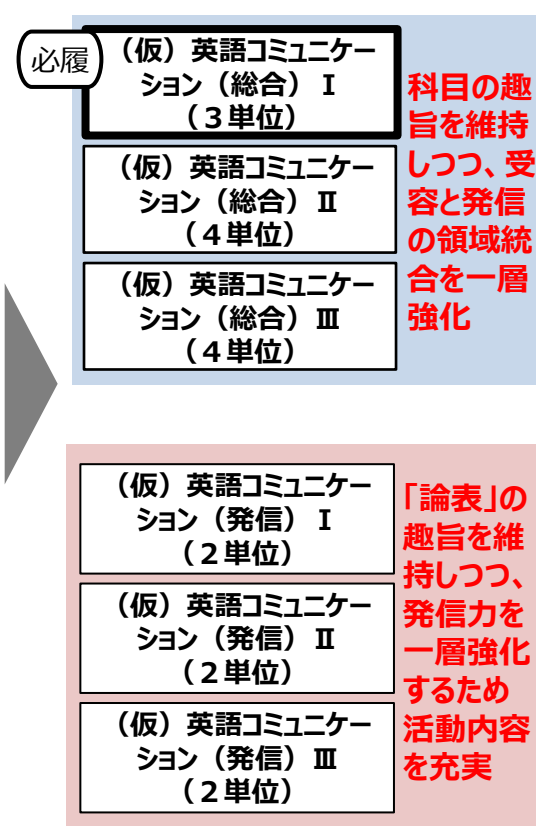 必履
（仮）英語コミュニケー
ション（総合）Ⅰ
（３単位）
（仮）英語コミュニケー
ション（総合）Ⅱ
（４単位）
（仮）英語コミュニケー
ション（総合）Ⅲ
（４単位）
科目の趣
旨を維持
しつつ、受
容と発信
の領域統
合を一層
強化
（仮）英語コミュニケー
ション（発信）Ⅰ
（２単位）
（仮）英語コミュニケー
ション（発信）Ⅱ
（２単位）
（仮）英語コミュニケー
ション（発信）Ⅲ
（２単位）
「論表」の
趣旨を維
持しつつ、
発信力を
一層強化
するため
活動内容
を充実